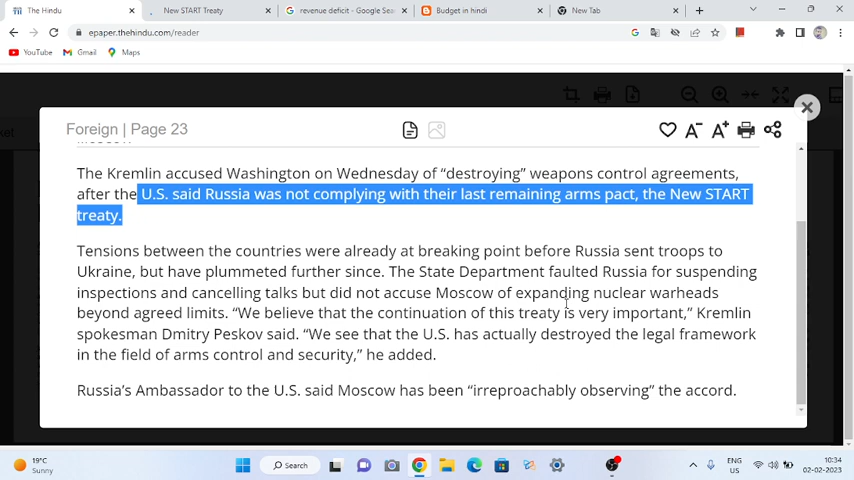 The Hindu
New START Treaty
revenue deficit - Google Sea
Budget in hindi
New Tab
epaper.thehindu.com/reader
YouTube
Gmail
Maps
Foreign | Page 23
A-
A+
The Kremlin accused Washington on Wednesday of “destroying” weapons control agreements,
after the U.S. said Russia was not complying with their last remaining arms pact, the New START
treaty.
Tensions between the countries were already at breaking point before Russia sent troops to
Ukraine, but have plummeted further since. The State Department faulted Russia for suspending
inspections and cancelling talks but did not accuse Moscow of expanding nuclear warheads
beyond agreed limits. “We believe that the continuation of this treaty is very important,” Kremlin
spokesman Dmitry Peskov said. “We see that the U.S. has actually destroyed the legal framework
in the field of arms control and security,” he added.
Russia’s Ambassador to the U.S. said Moscow has been “irreproachably observing” the accord.
19°C
Sunny
Search
ENG
US
10:34
02-02-2023